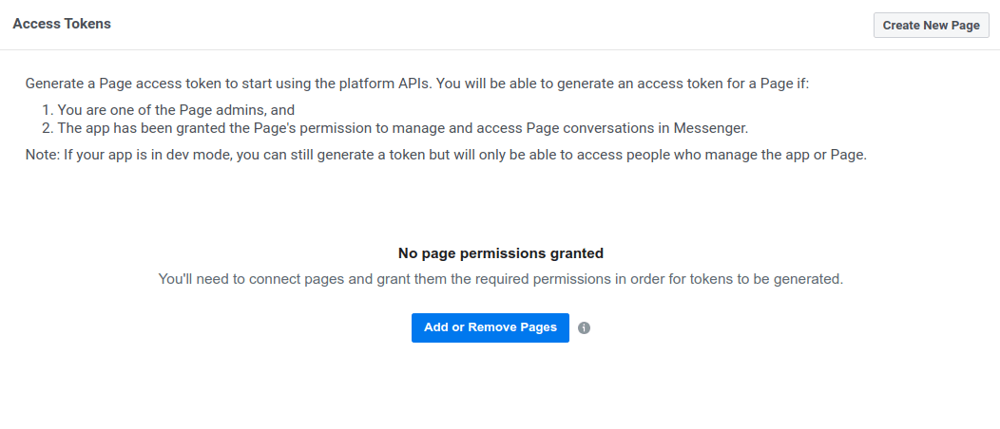 Access Tokens
Create New Page
Generate a Page access token to start using the platform APIs. You will be able to generate an access token for a Page if:
1. You are one of the Page admins, and
2. The app has been granted the Page's permission to manage and access Page conversations in Messenger.
Note: If your app is in dev mode, you can still generate a token but will only be able to access people who manage the app or Page.
No page permissions granted
You'll need to connect pages and grant them the required permissions in order for tokens to be generated.
Add or Remove Pages